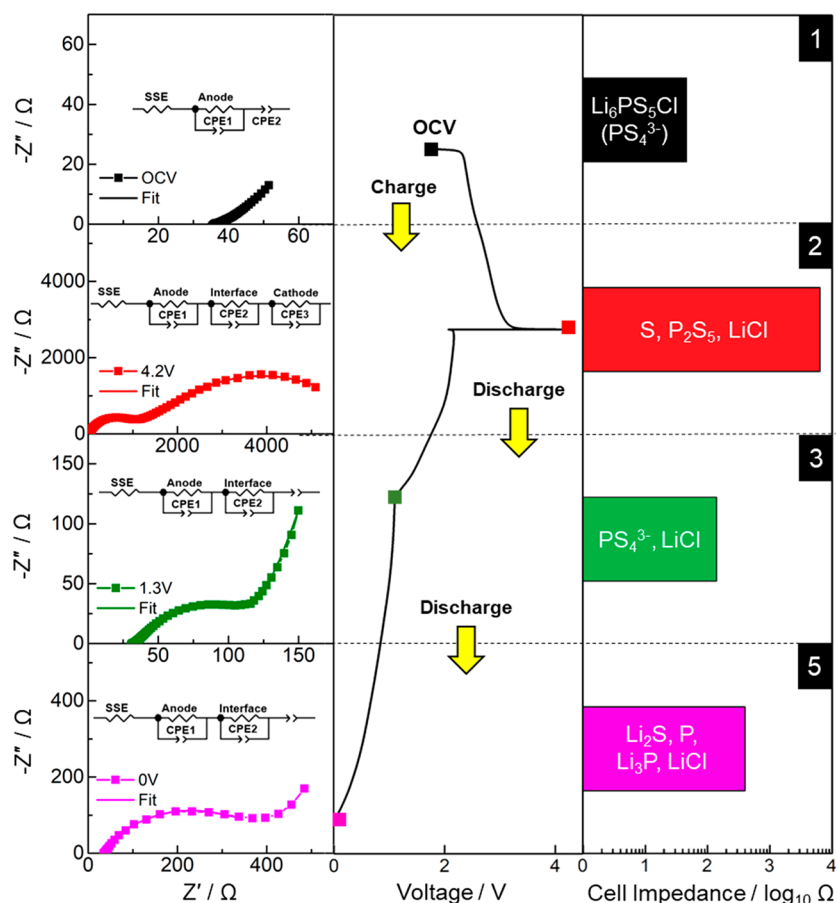 1
60
40
20
0
-Z″ / Ω
SSE
Anode
CPE1
CPE2
OCV
Fit
20
40
60
OCV
Charge
Li₆PS₅Cl
(PS₄³⁻)
2
4000
2000
0
-Z″ / Ω
SSE
Anode
Interface
Cathode
CPE1
CPE2
CPE3
4.2V
Fit
2000
4000
Discharge
S, P₂S₅, LiCl
3
150
125
100
75
50
25
0
-Z″ / Ω
SSE
Anode
Interface
CPE1
CPE2
1.3V
Fit
50
100
150
Discharge
PS₄³⁻, LiCl
5
400
200
0
-Z″ / Ω
SSE
Anode
Interface
CPE1
CPE2
0V
Fit
Li₂S, P,
Li₃P, LiCl
0
200
400
600
Z′ / Ω
0
2
4
Voltage / V
0
1
2
3
4
Cell Impedance / log₁₀ Ω